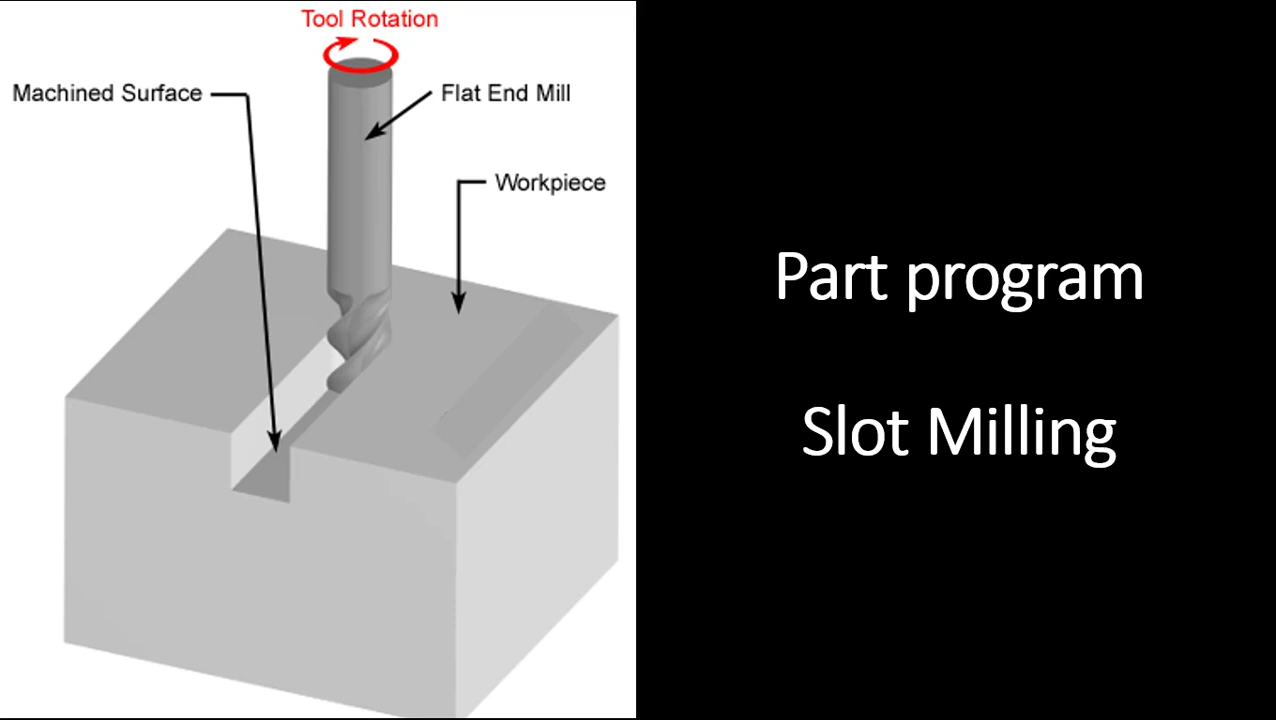 Tool Rotation
Machined Surface
Flat End Mill
Workpiece
Part program
Slot Milling